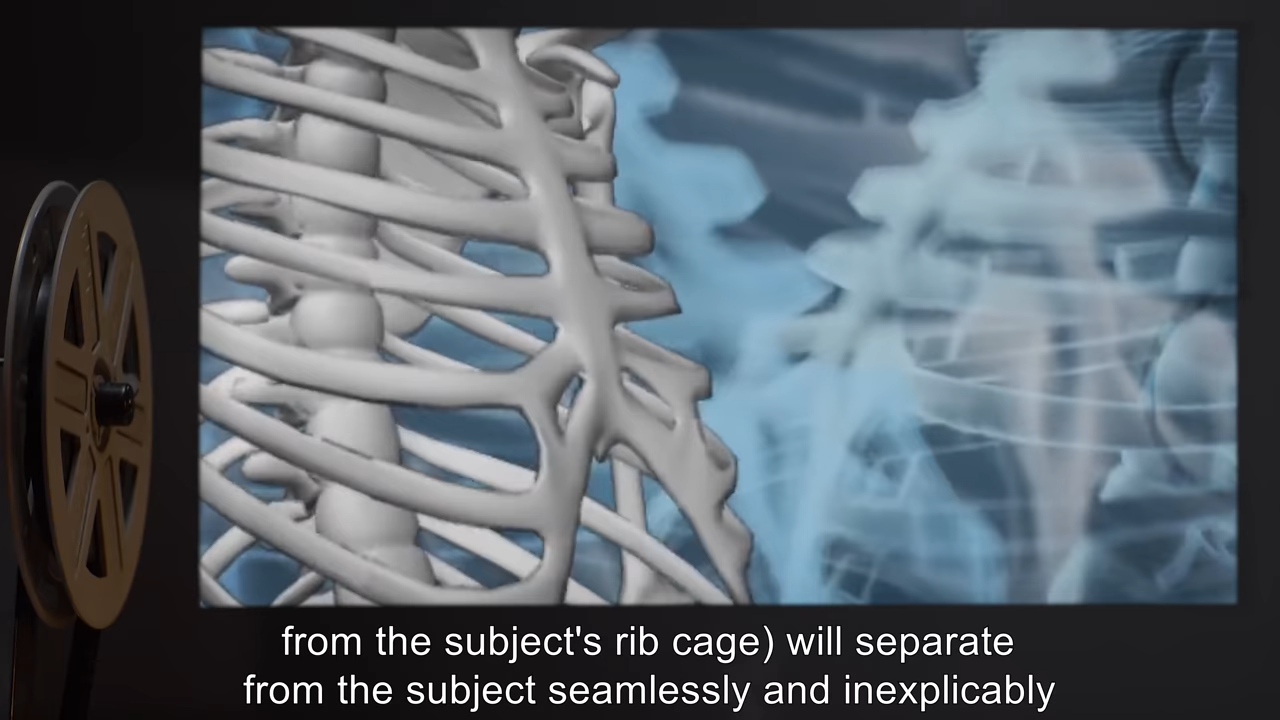 from the subject's rib cage) will separate
from the subject seamlessly and inexplicably